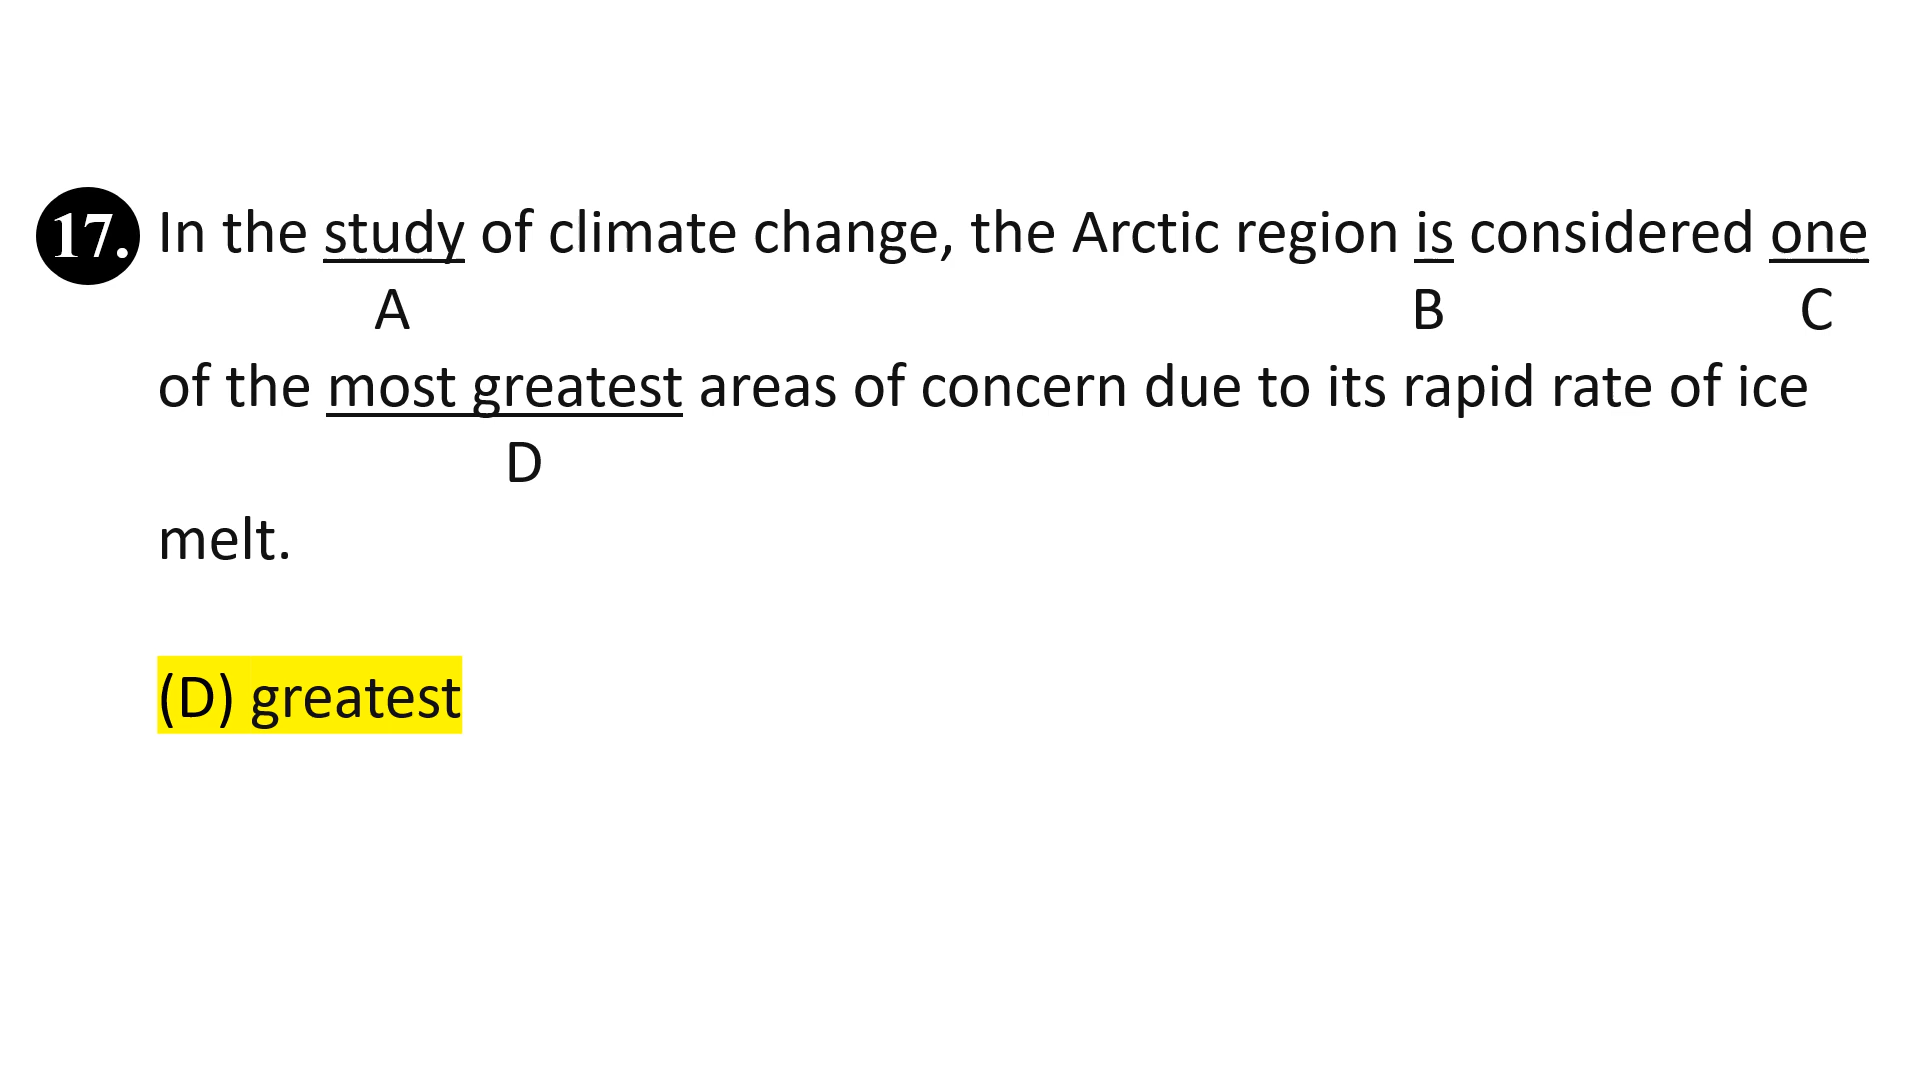 17. In the study of climate change, the Arctic region is considered one
A B C
of the most greatest areas of concern due to its rapid rate of ice
D
melt.
(D) greatest